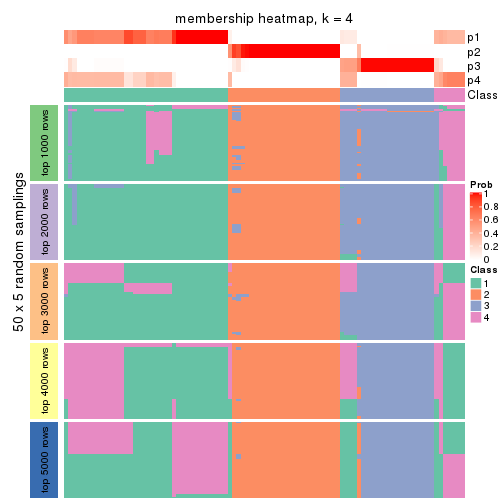 membership heatmap, k = 4
p1
p2
p3
p4
Class
50 x 5 random samplings
top 1000 rows
top 2000 rows
top 3000 rows
top 4000 rows
top 5000 rows
Prob
1
0.8
0.6
0.4
0.2
0
Class
1
2
3
4